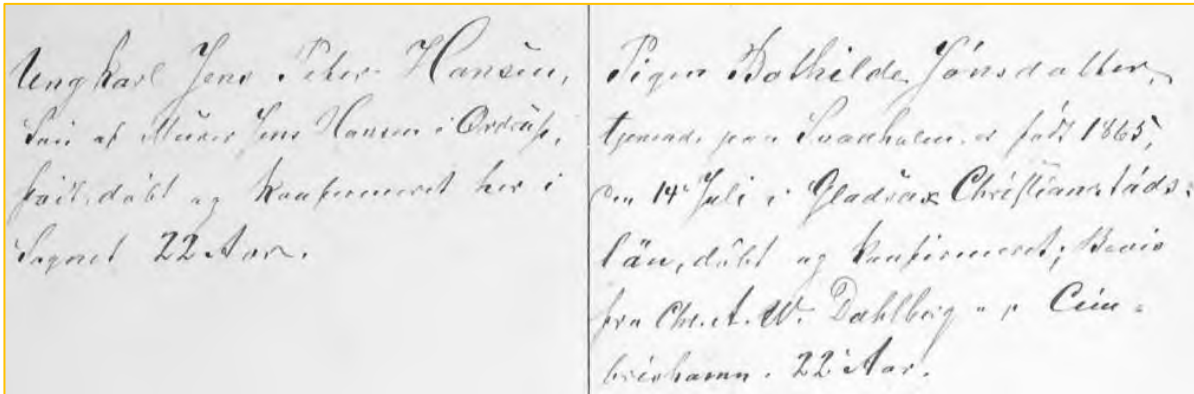 Ungkarl Jens Peter Hansen,
Søn af Murer Jens Hansen i Ordrup,
født, døbt og konfirmeret her i
Sognet 22 Aar.
Pigen Bothilde Jönsdatter,
tjenende paa Svanholm, er født 1865,
den 14 Juli i Gladsax Christianstads-
län, døbt og konfirmeret; Bevis
fra Chr. A. W. Dahlberg Cim-
brishamn. 22 Aar.